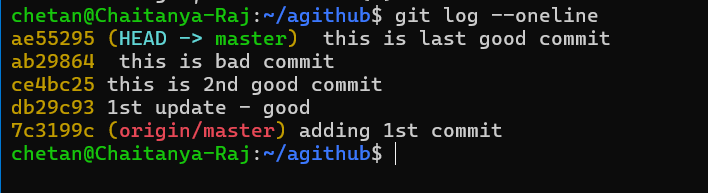 chetan@Chaitanya-Raj:~/agithub$ git log --oneline
ae55295 (HEAD -> master)  this is last good commit
ab29864  this is bad commit
ce4bc25 this is 2nd good commit
db29c93 1st update - good
7c3199c (origin/master) adding 1st commit
chetan@Chaitanya-Raj:~/agithub$